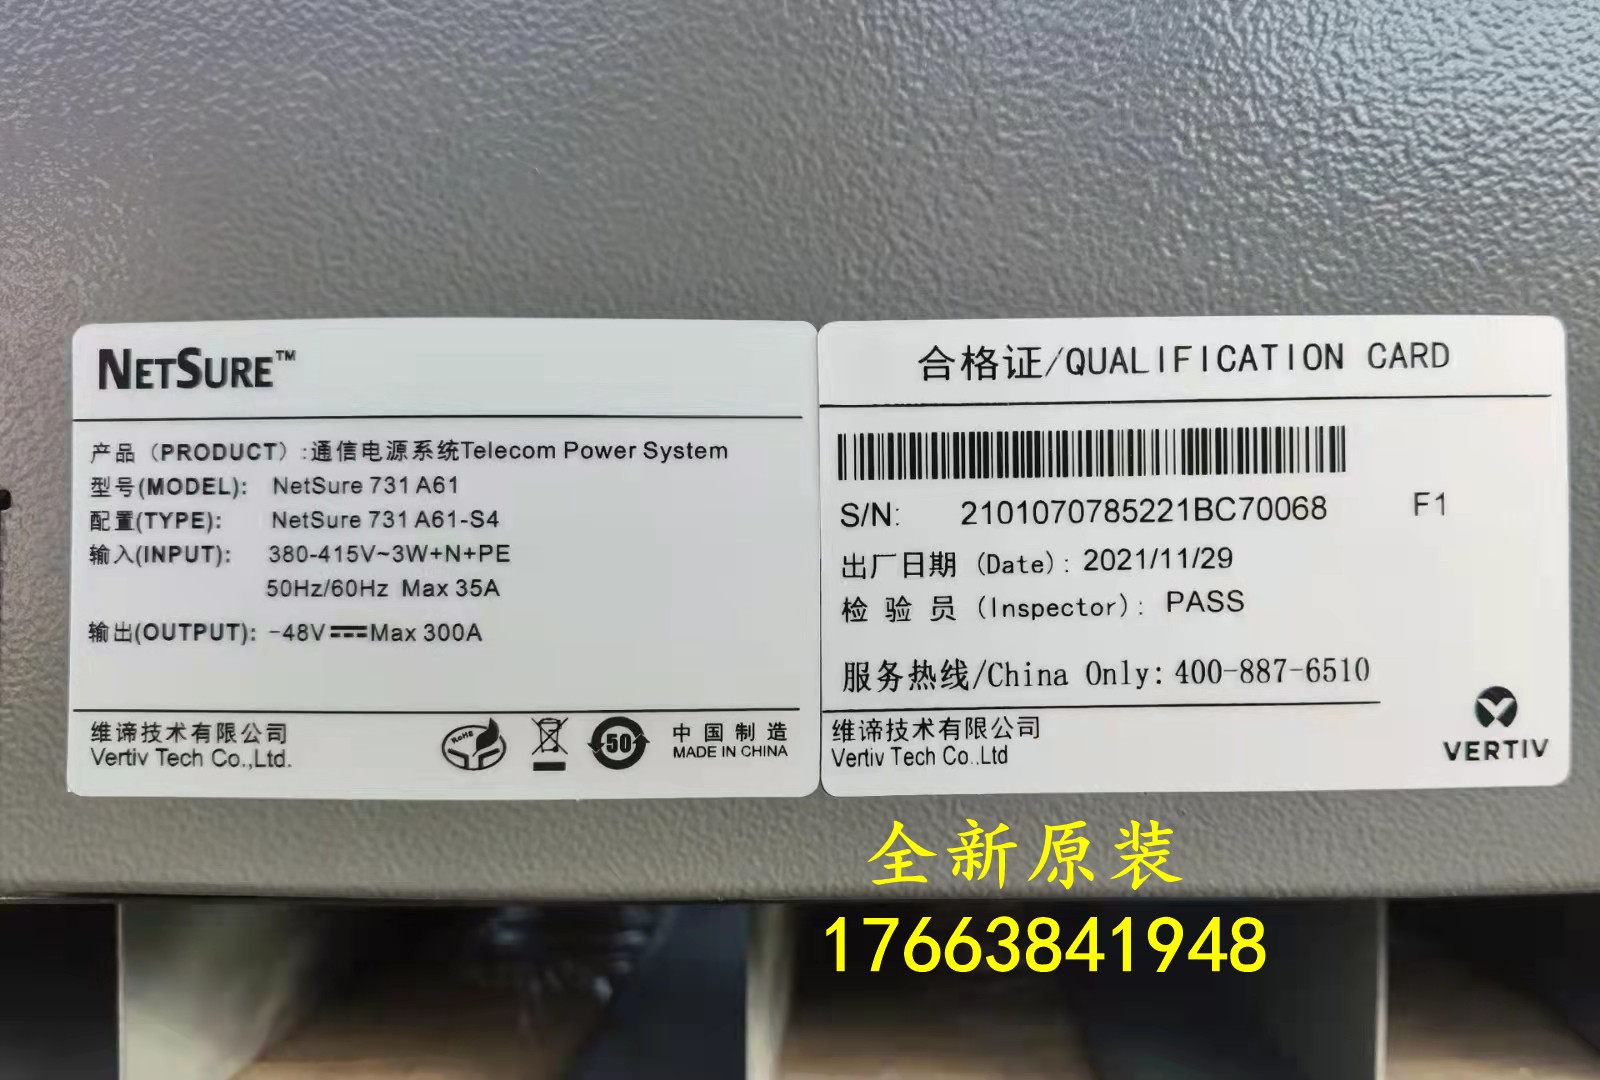 NETSURE™
产品（PRODUCT）:通信电源系统Telecom Power System
型号(MODEL): NetSure 731 A61
配置(TYPE): NetSure 731 A61-S4
输入(INPUT): 380-415V~3W+N+PE
50Hz/60Hz Max 35A
输出(OUTPUT): -48V⎓Max 300A
维谛技术有限公司
Vertiv Tech Co.,Ltd.
RoHS
50
中国制造
MADE IN CHINA
合格证/QUALIFICATION CARD
S/N: 2101070785221BC70068 F1
出厂日期 (Date): 2021/11/29
检验员 (Inspector): PASS
服务热线/China Only: 400-887-6510
维谛技术有限公司
Vertiv Tech Co.,Ltd
VERTIV
全新原装
17663841948